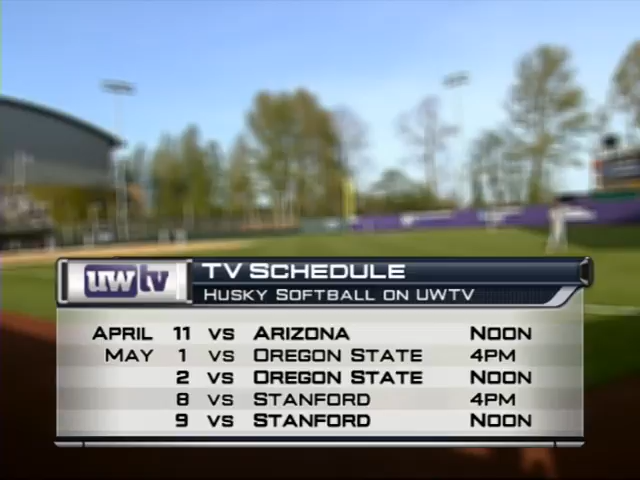 uwtv
TV SCHEDULE
HUSKY SOFTBALL ON UWTV
APRIL 11 VS ARIZONA NOON
MAY 1 VS OREGON STATE 4PM
2 VS OREGON STATE NOON
8 VS STANFORD 4PM
9 VS STANFORD NOON